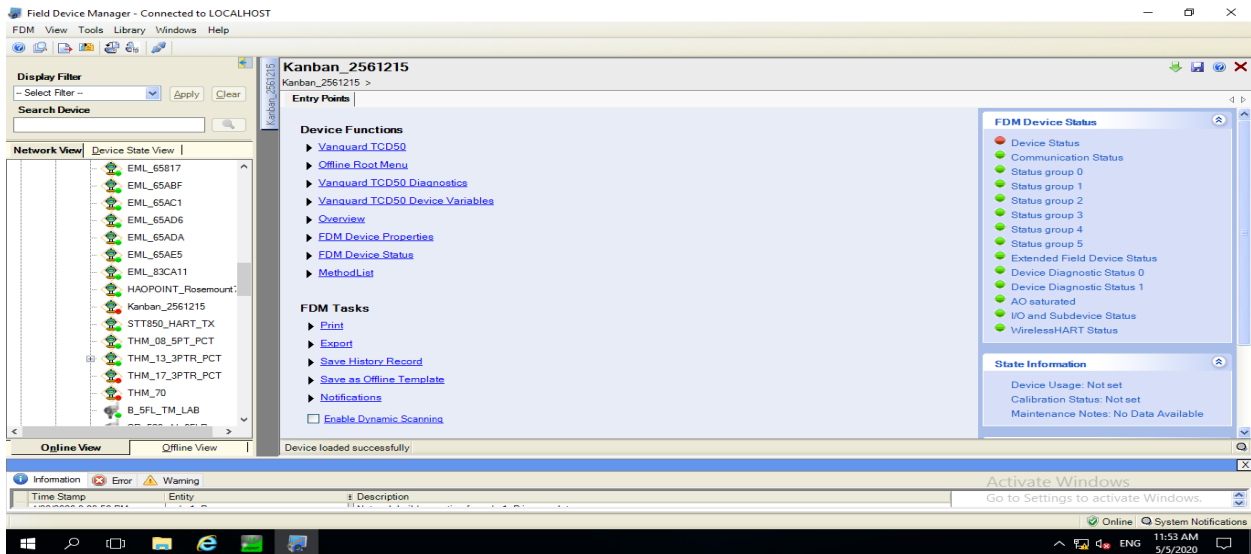 Field Device Manager - Connected to LOCALHOST
FDM View Tools Library Windows Help
Display Filter
-- Select Filter --
Apply
Clear
Search Device
Network View
Device State View
EML_65817
EML_65ABF
EML_65AC1
EML_65AD6
EML_65ADA
EML_65AE5
EML_83CA11
HAOPOINT_Rosemount
Kanban_2561215
STT850_HART_TX
THM_08_5PT_PCT
THM_13_3PTR_PCT
THM_17_3PTR_PCT
THM_70
B_5FL_TM_LAB
Online View
Offline View
Kanban_2561215
Kanban_2561215
Kanban_2561215 >
Entry Points
Device Functions
Vanguard TCD50
Offline Root Menu
Vanguard TCD50 Diagnostics
Vanguard TCD50 Device Variables
Overview
FDM Device Properties
FDM Device Status
MethodList
FDM Tasks
Print
Export
Save History Record
Save as Offline Template
Notifications
Enable Dynamic Scanning
FDM Device Status
Device Status
Communication Status
Status group 0
Status group 1
Status group 2
Status group 3
Status group 4
Status group 5
Extended Field Device Status
Device Diagnostic Status 0
Device Diagnostic Status 1
AO saturated
I/O and Subdevice Status
WirelessHART Status
State Information
Device Usage: Not set
Calibration Status: Not set
Maintenance Notes: No Data Available
Device loaded successfully
Information
Error
Warning
Time Stamp
Entity
Description
Activate Windows
Go to Settings to activate Windows.
Online
System Notifications
ENG
11:53 AM
5/5/2020